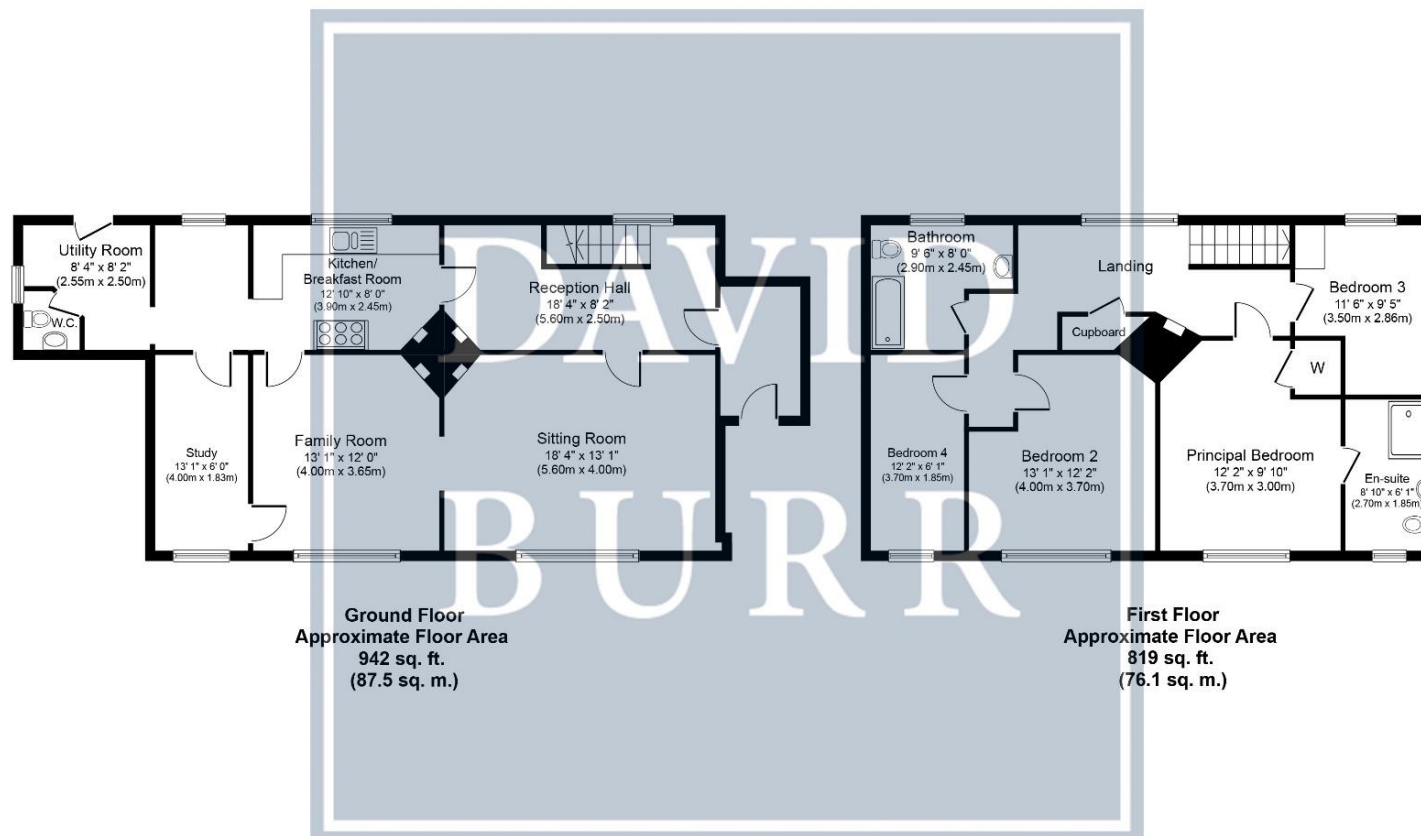 Utility Room
8' 4" x 8' 2"
(2.55m x 2.50m)
W.C.
Kitchen/
Breakfast Room
12' 10" x 8' 0"
(3.90m x 2.45m)
Reception Hall
18' 4" x 8' 2"
(5.60m x 2.50m)
Study
13' 1" x 6' 0"
(4.00m x 1.83m)
Family Room
13' 1" x 12' 0"
(4.00m x 3.65m)
Sitting Room
18' 4" x 13' 1"
(5.60m x 4.00m)
Ground Floor
Approximate Floor Area
942 sq. ft.
(87.5 sq. m.)
Bathroom
9' 6" x 8' 0"
(2.90m x 2.45m)
Landing
Cupboard
Bedroom 3
11' 6" x 9' 5"
(3.50m x 2.86m)
W
Bedroom 4
12' 2" x 6' 1"
(3.70m x 1.85m)
Bedroom 2
13' 1" x 12' 2"
(4.00m x 3.70m)
Principal Bedroom
12' 2" x 9' 10"
(3.70m x 3.00m)
En-suite
8' 10" x 6' 1"
(2.70m x 1.85m)
First Floor
Approximate Floor Area
819 sq. ft.
(76.1 sq. m.)
DAVID
BURR